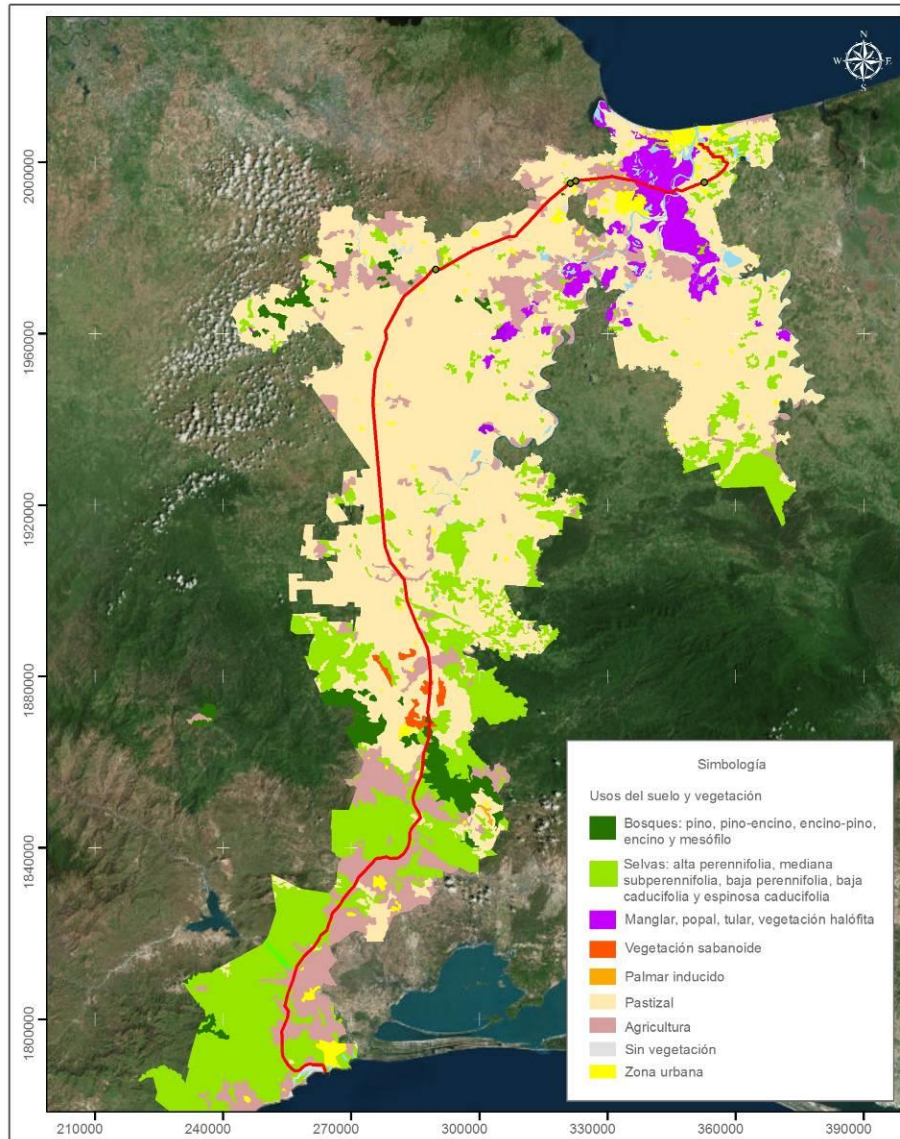 N
W E
S
2000000
1960000
1920000
1880000
1840000
1800000
Simbología
Usos del suelo y vegetación
Bosques: pino, pino-encino, encino-pino,
encino y mesófilo
Selvas: alta perennifolia, mediana
subperennifolia, baja perennifolia, baja
caducifolia y espinosa caducifolia
Manglar, popal, tular, vegetación halófita
Vegetación sabanoide
Palmar inducido
Pastizal
Agricultura
Sin vegetación
Zona urbana
210000 240000 270000 300000 330000 360000 390000